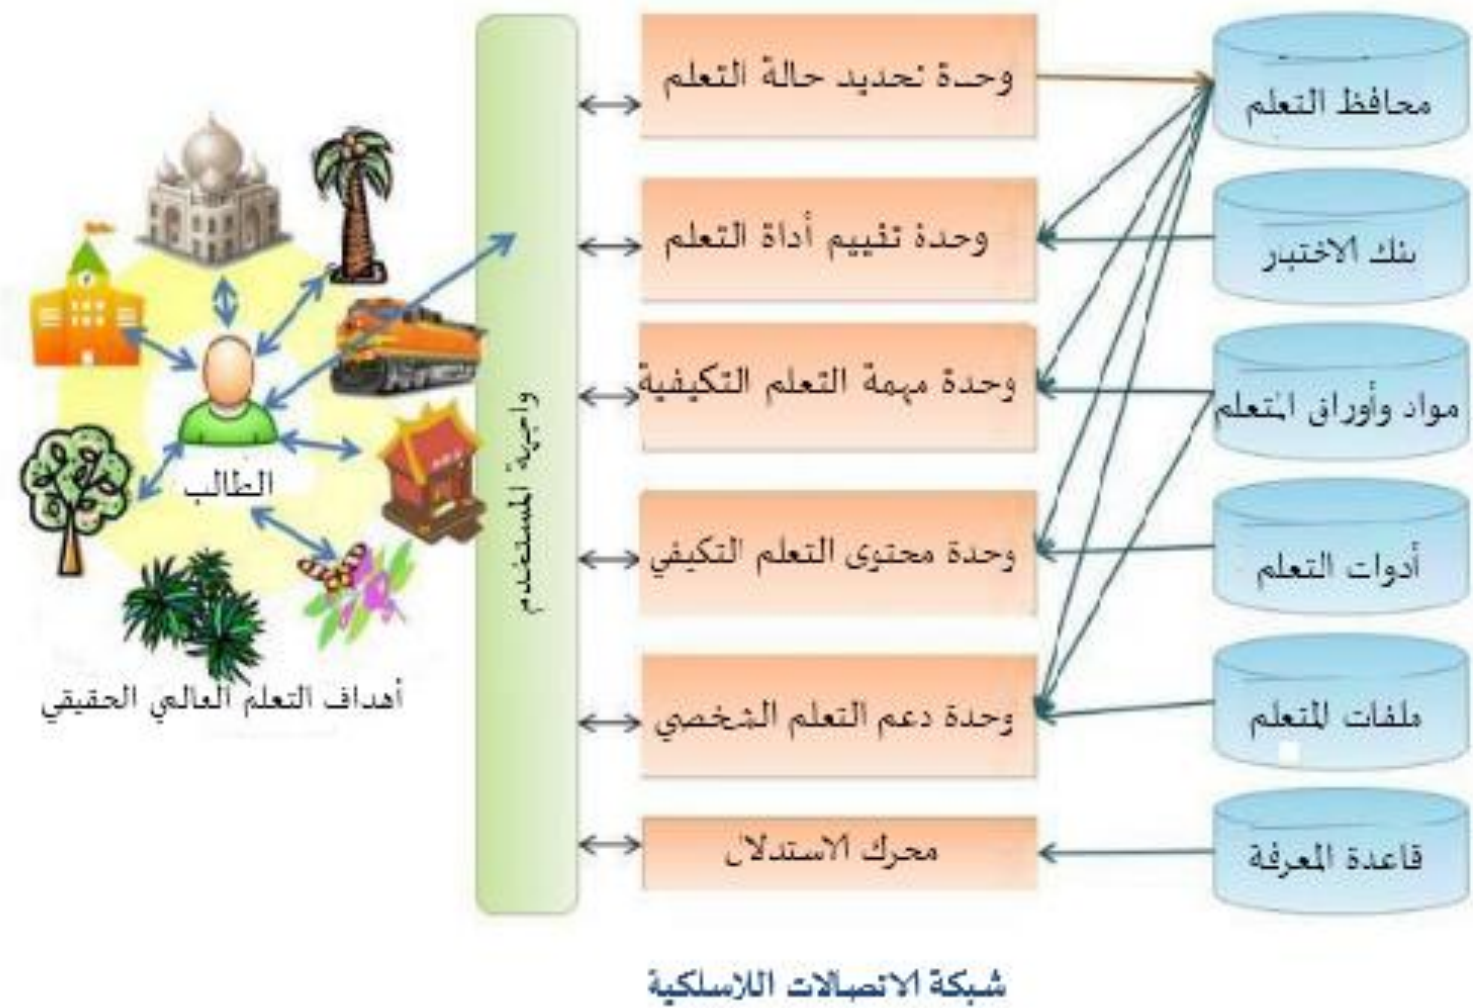 وحدة تحديد حالة التعلم
محافظ التعلم
وحدة تقييم أداة التعلم
بنك الاختبار
وحدة مهمة التعلم التكيفية
مواد وأوراق المتعلم
وحدة محتوى التعلم التكيفي
أدوات التعلم
وحدة دعم التعلم الشخصي
ملفات المتعلم
محرك الاستدلال
قاعدة المعرفة
واجهة المستخدم
الطالب
أهداف التعلم العالمي الحقيقي
شبكة الاتصالات اللاسلكية